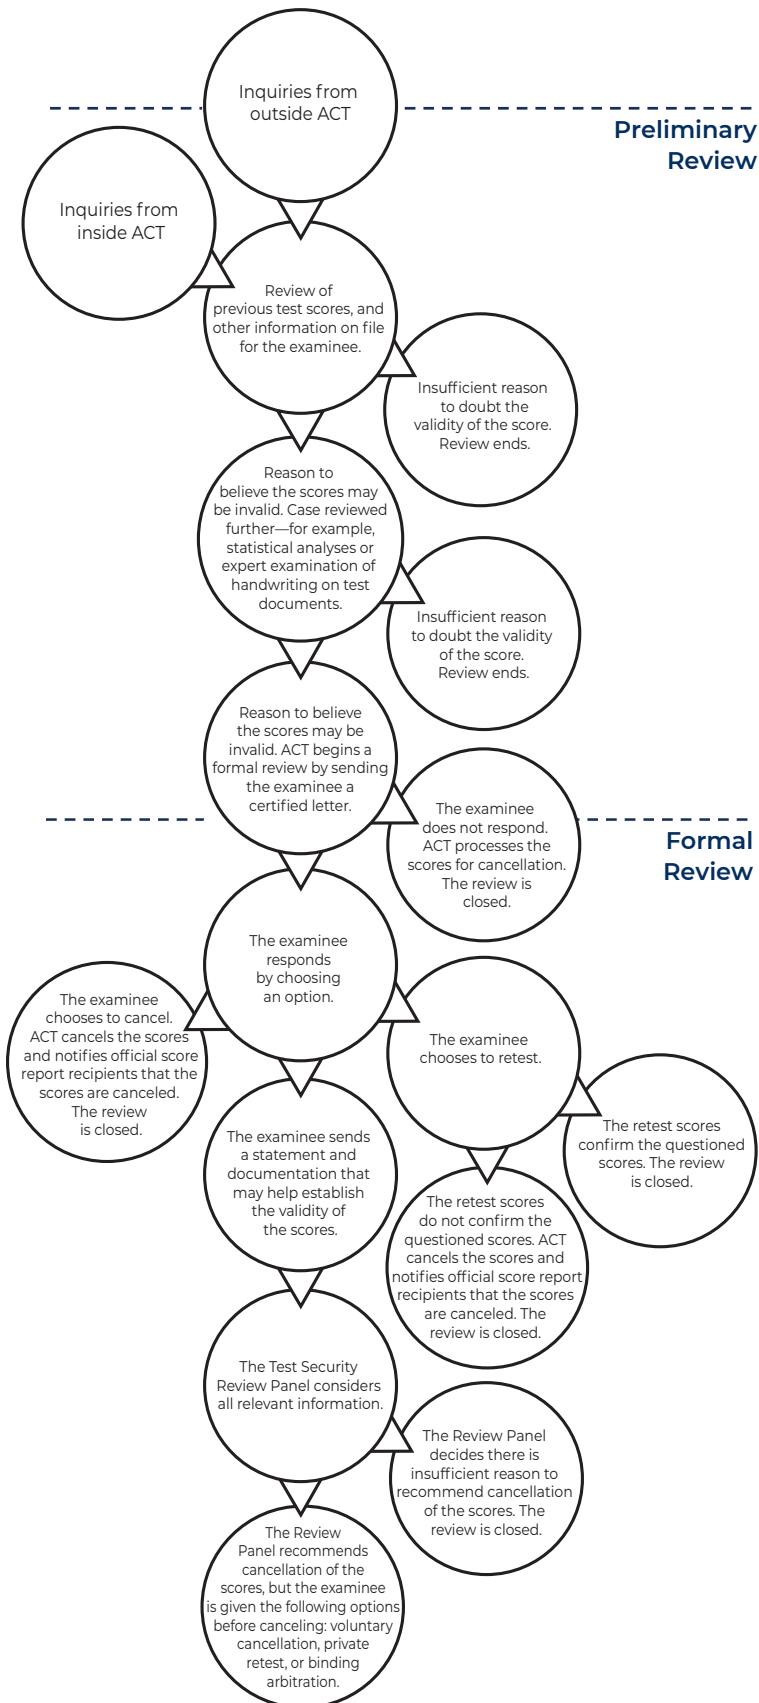 Inquiries from
outside ACT
Preliminary
Review
Inquiries from
inside ACT
Review of
previous test scores, and
other information on file
for the examinee.
Insufficient reason
to doubt the
validity of the score.
Review ends.
Reason to
believe the scores may
be invalid. Case reviewed
further—for example,
statistical analyses or
expert examination of
handwriting on test
documents.
Insufficient reason
to doubt the validity
of the score.
Review ends.
Reason to believe
the scores may be
invalid. ACT begins a
formal review by sending
the examinee a
certified letter.
The examinee
does not respond.
ACT processes the
scores for cancellation.
The review is
closed.
Formal
Review
The examinee
responds
by choosing
an option.
The examinee
chooses to cancel.
ACT cancels the scores
and notifies official score
report recipients that the
scores are canceled.
The review
is closed.
The examinee
chooses to retest.
The retest scores
confirm the questioned
scores. The review
is closed.
The examinee sends
a statement and
documentation that
may help establish
the validity of
the scores.
The retest scores
do not confirm the
questioned scores. ACT
cancels the scores and
notifies official score report
recipients that the scores
are canceled. The
review is closed.
The Test Security
Review Panel considers
all relevant information.
The Review Panel
decides there is
insufficient reason to
recommend cancellation
of the scores. The
review is closed.
The Review
Panel recommends
cancellation of the
scores, but the examinee
is given the following options
before canceling: voluntary
cancellation, private
retest, or binding
arbitration.